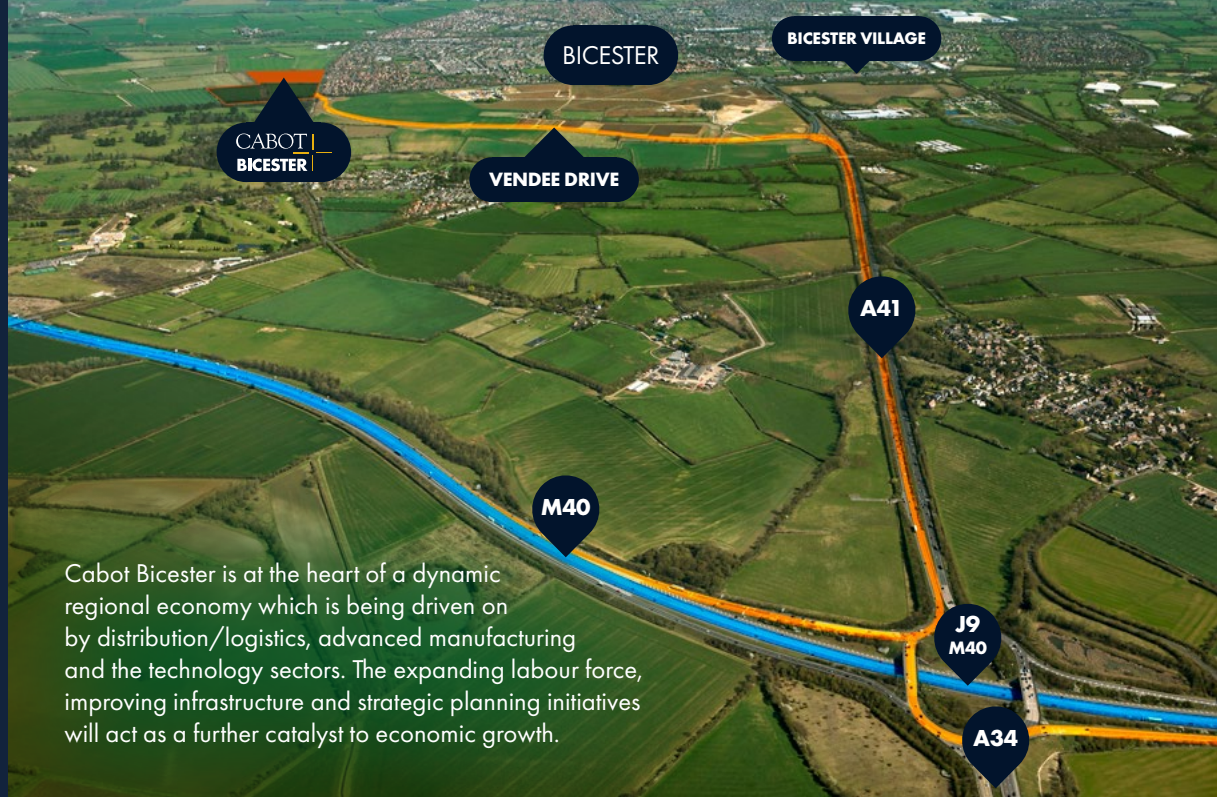 BICESTER
BICESTER VILLAGE
CABOT
BICESTER
VENDEE DRIVE
A41
M40
J9
M40
A34
Cabot Bicester is at the heart of a dynamic
regional economy which is being driven on
by distribution/logistics, advanced manufacturing
and the technology sectors. The expanding labour force,
improving infrastructure and strategic planning initiatives
will act as a further catalyst to economic growth.